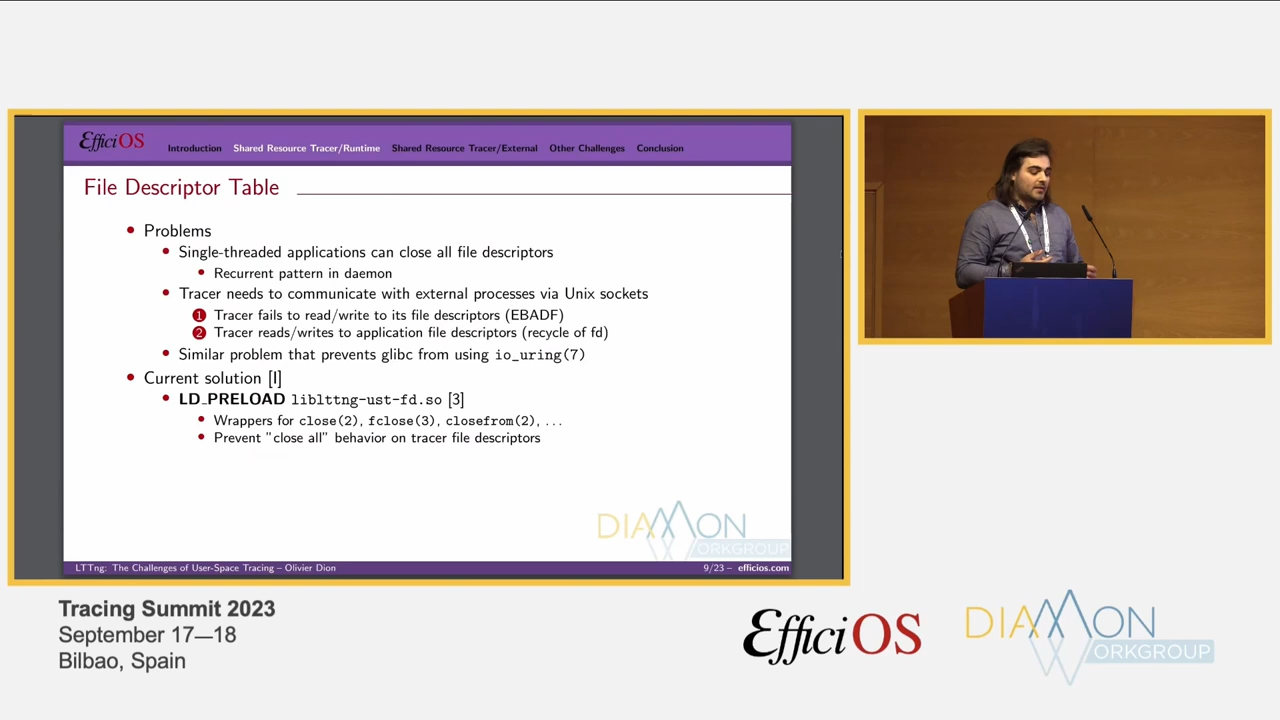 EfficiOS
Introduction Shared Resource Tracer/Runtime Shared Resource Tracer/External Other Challenges Conclusion
File Descriptor Table
• Problems
• Single-threaded applications can close all file descriptors
• Recurrent pattern in daemon
• Tracer needs to communicate with external processes via Unix sockets
1 Tracer fails to read/write to its file descriptors (EBADF)
2 Tracer reads/writes to application file descriptors (recycle of fd)
• Similar problem that prevents glibc from using io_uring(7)
• Current solution [I]
• LD_PRELOAD liblttng-ust-fd.so [3]
• Wrappers for close(2), fclose(3), closefrom(2), ...
• Prevent "close all" behavior on tracer file descriptors
DIAMON
WORKGROUP
LTTng: The Challenges of User-Space Tracing – Olivier Dion 9/23 – efficios.com
Tracing Summit 2023
September 17—18
Bilbao, Spain
EfficiOS
DIAMON
WORKGROUP